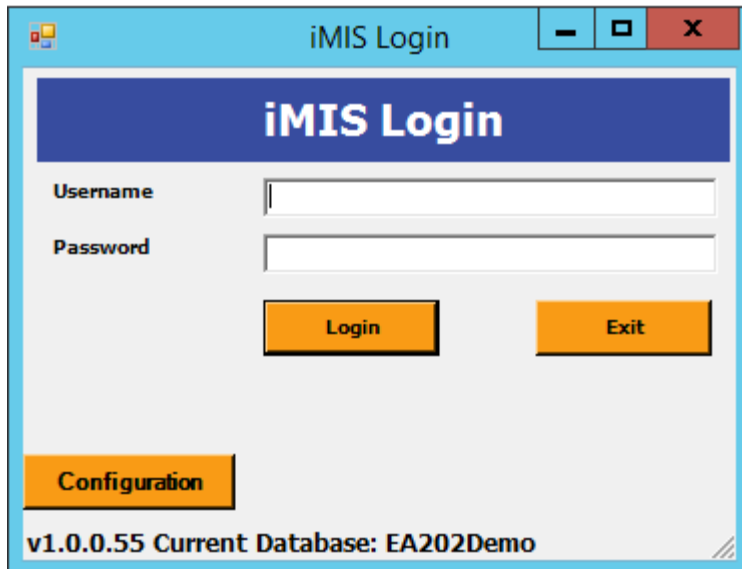 iMIS Login
iMIS Login
Username
Password
Login Exit
Configuration
v1.0.0.55 Current Database: EA202Demo